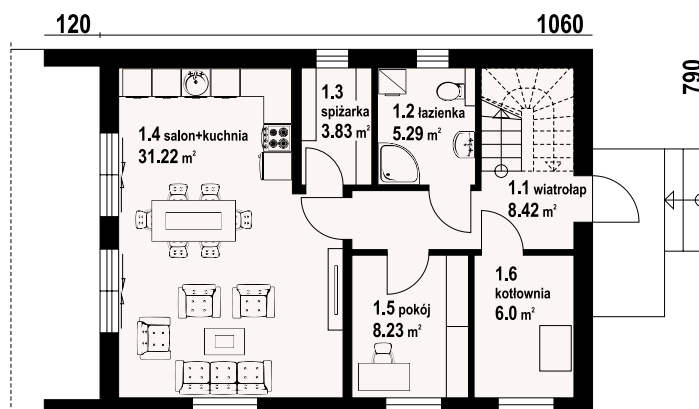 120
1060
790
1.3
spiżarka
3.83 m²
1.2 łazienka
5.29 m²
1.4 salon+kuchnia
31.22 m²
1.1 wiatrołap
8.42 m²
1.6
kotłownia
6.0 m²
1.5 pokój
8.23 m²